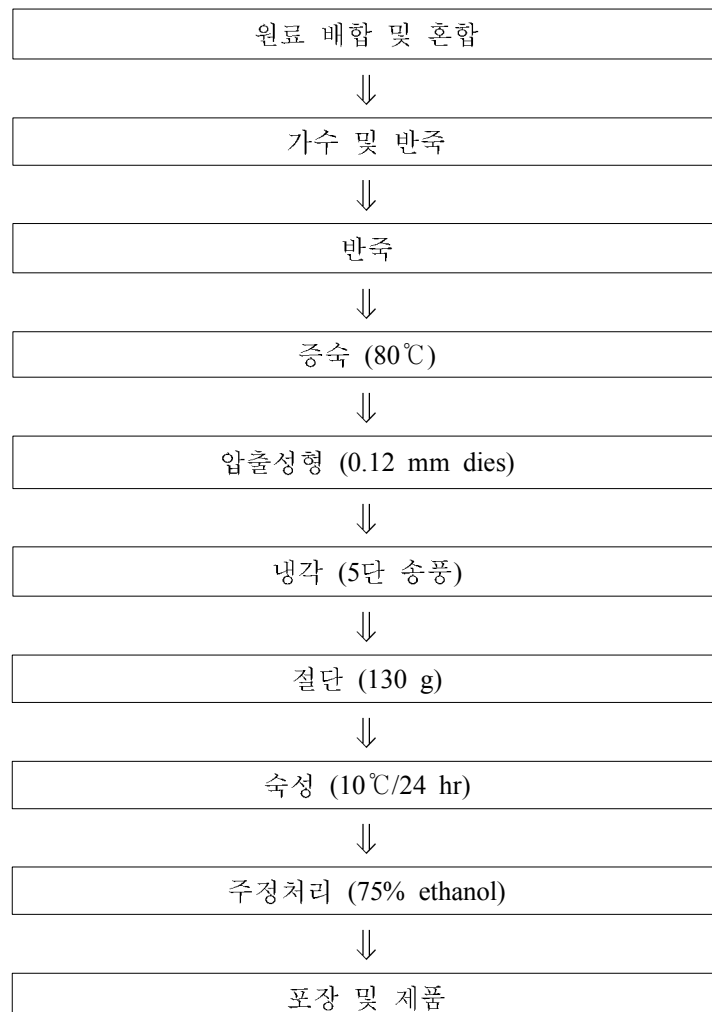 원료 배합 및 혼합
⇓
가수 및 반죽
⇓
반죽
⇓
증숙 (80℃)
⇓
압출성형 (0.12 mm dies)
⇓
냉각 (5단 송풍)
⇓
절단 (130 g)
⇓
숙성 (10℃/24 hr)
⇓
주정처리 (75% ethanol)
⇓
포장 및 제품